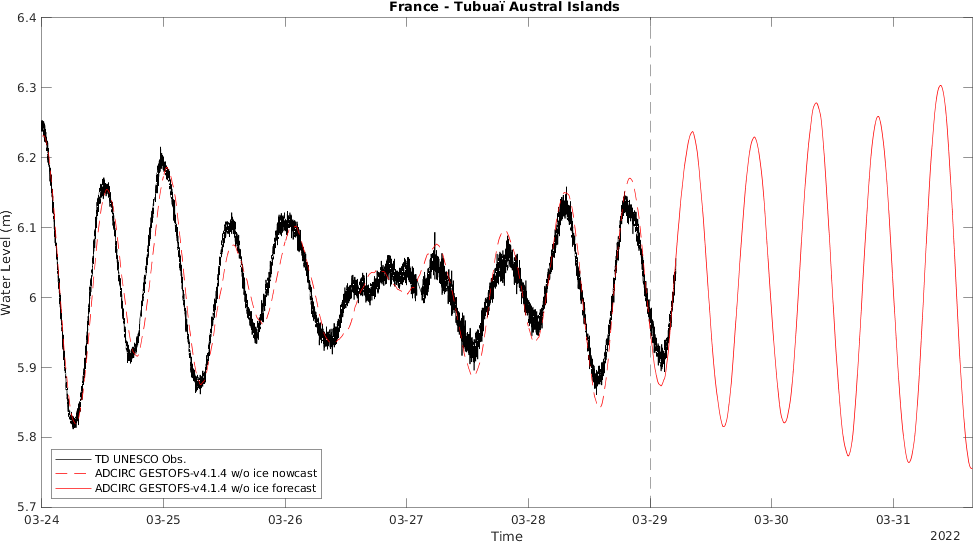 France - Tubuaï Austral Islands
6.4
6.3
6.2
6.1
6
5.9
5.8
5.7
Water Level (m)
TD UNESCO Obs.
ADCIRC GESTOFS-v4.1.4 w/o ice nowcast
ADCIRC GESTOFS-v4.1.4 w/o ice forecast
03-24 03-25 03-26 03-27 03-28 03-29 03-30 03-31
Time
2022